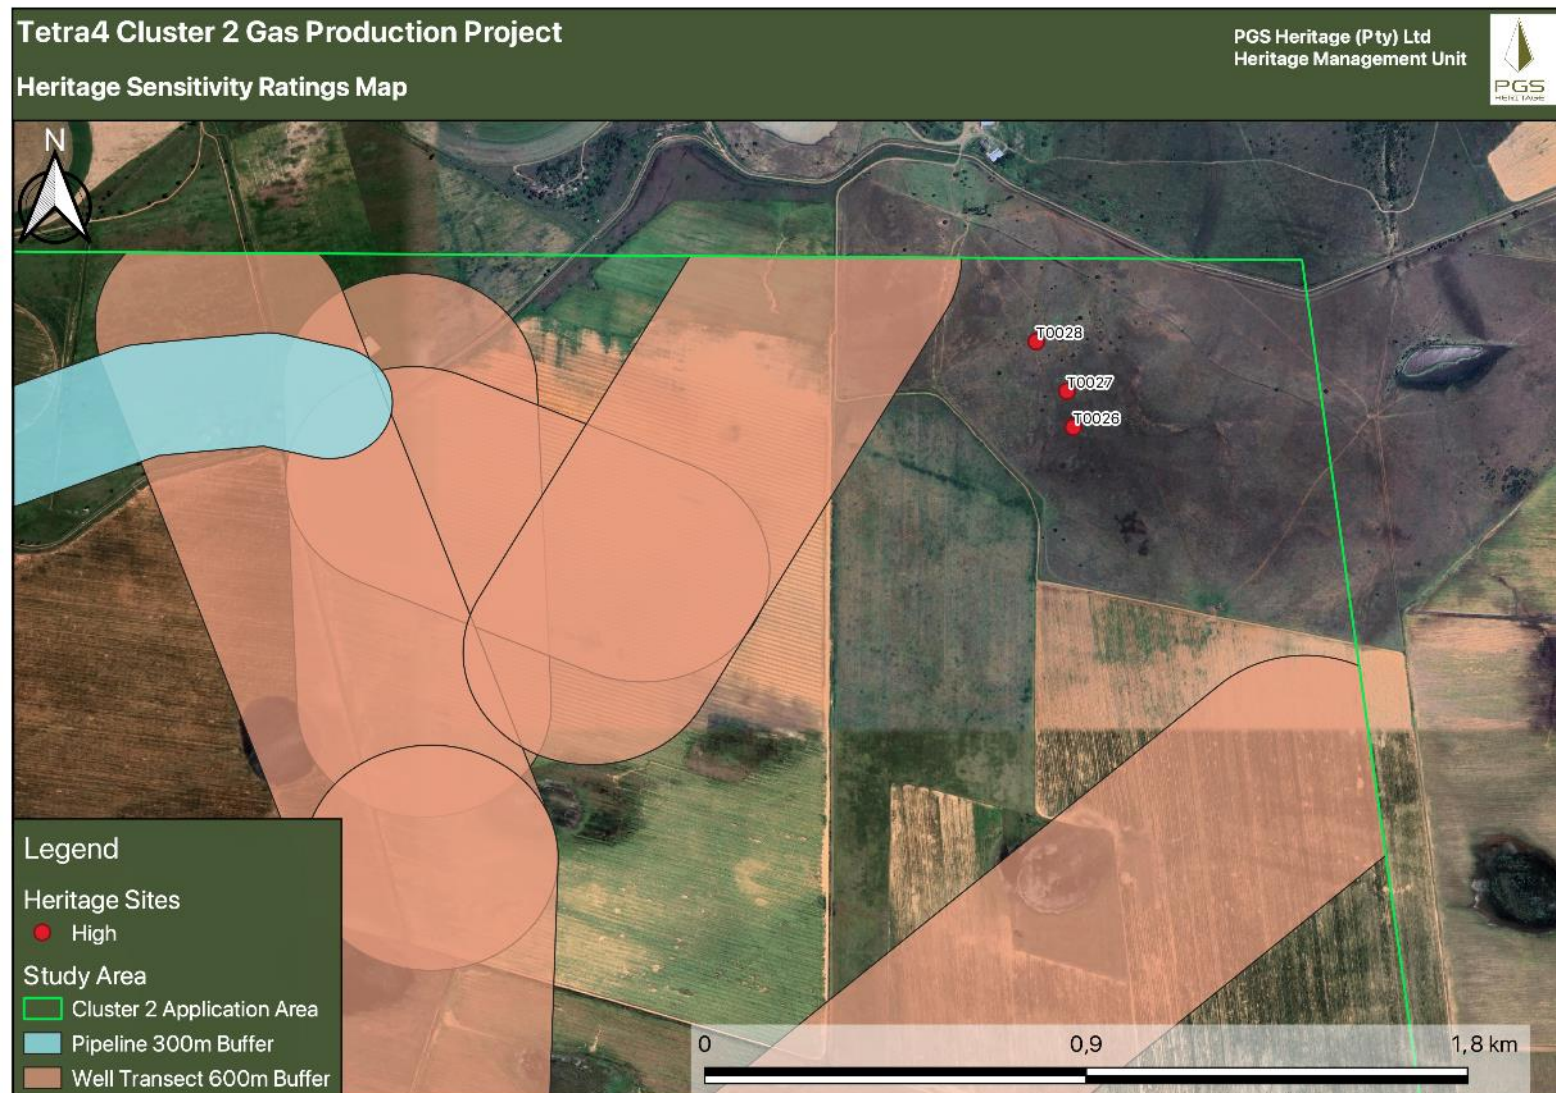 Tetra4 Cluster 2 Gas Production Project
Heritage Sensitivity Ratings Map
PGS Heritage (Pty) Ltd
Heritage Management Unit
PGS
HERITAGE
N
T0028
T0027
T0026
Legend
Heritage Sites
High
Study Area
Cluster 2 Application Area
Pipeline 300m Buffer
Well Transect 600m Buffer
0 0,9 1,8 km